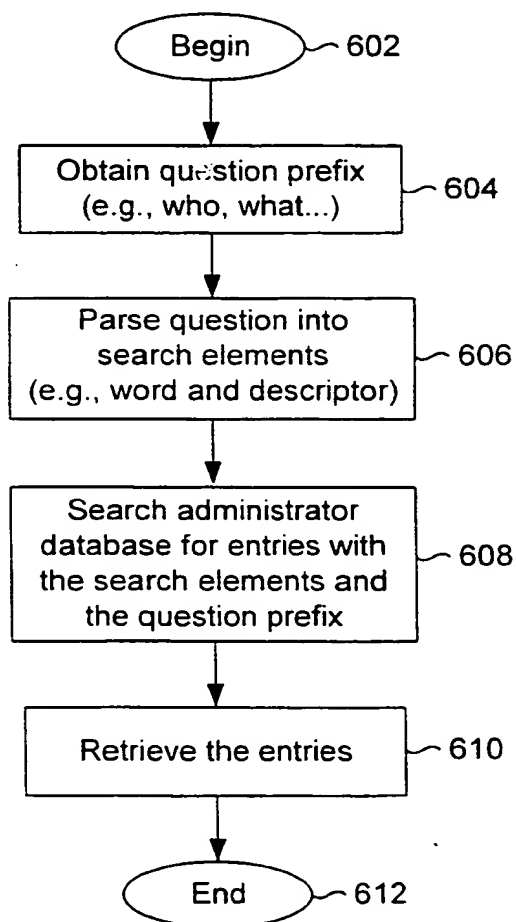 Begin 602
Obtain question prefix
(e.g., who, what...) 604
Parse question into
search elements 606
(e.g., word and descriptor)
Search administrator
database for entries with
the search elements and 608
the question prefix
Retrieve the entries 610
End 612